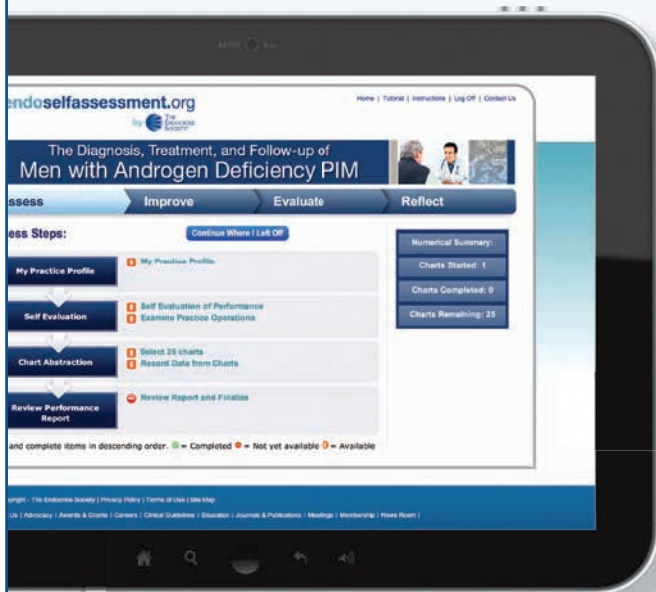 endoselfassessment.org
Home | Tutorial | Instructions | Log Off | Contact Us
by The Endocrine Society
The Diagnosis, Treatment, and Follow-up of
Men with Androgen Deficiency PIM
ssess Improve Evaluate Reflect
ess Steps: Continue Where I Left Off
Numerical Summary:
Charts Started: 1
Charts Completed: 0
Charts Remaining: 25
My Practice Profile
My Practice Profile
Self Evaluation
Self Evaluation of Performance
Examine Practice Operations
Chart Abstraction
Select 25 charts
Record Data from Charts
Review Performance
Report
Review Report and Finalize
and complete items in descending order. = Completed = Not yet available = Available
yright - The Endocrine Society | Privacy Policy | Terms of Use | Site Map
Us | Advocacy | Awards & Grants | Careers | Clinical Guidelines | Education | Journals & Publications | Meetings | Membership | News Room |